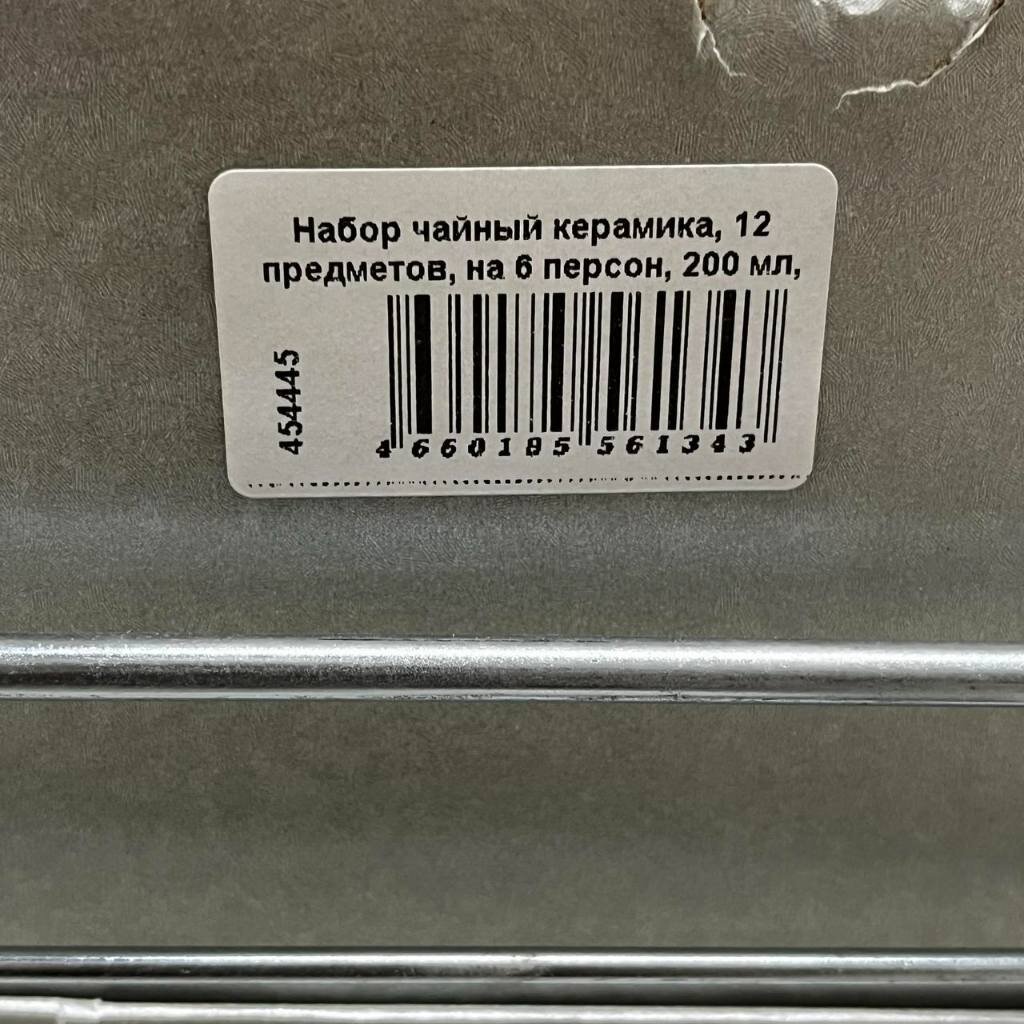 Набор чайный керамика, 12
предметов, на 6 персон, 200 мл,
454445
4 660185 561343